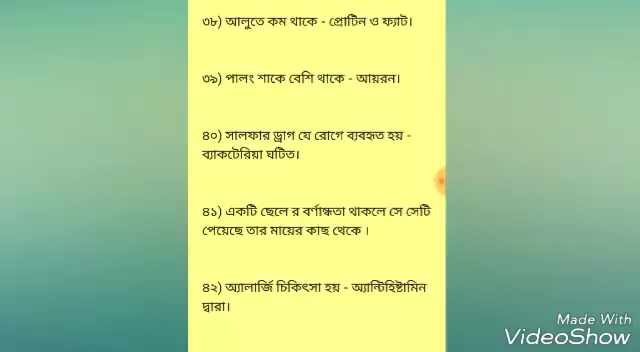 ৩৮) আলুতে কম থাকে - প্রোটিন ও ফ্যাট।
৩৯) পালং শাকে বেশি থাকে - আয়রন।
৪০) সালফার ড্রাগ যে রোগে ব্যবহৃত হয় -
ব্যাকটেরিয়া ঘটিত।
৪১) একটি ছেলে র বর্ণান্ধতা থাকলে সে সেটি
পেয়েছে তার মায়ের কাছ থেকে ।
৪২) অ্যালার্জি চিকিৎসা হয় - অ্যান্টিহিষ্টামিন
দ্বারা।
Made With
VideoShow